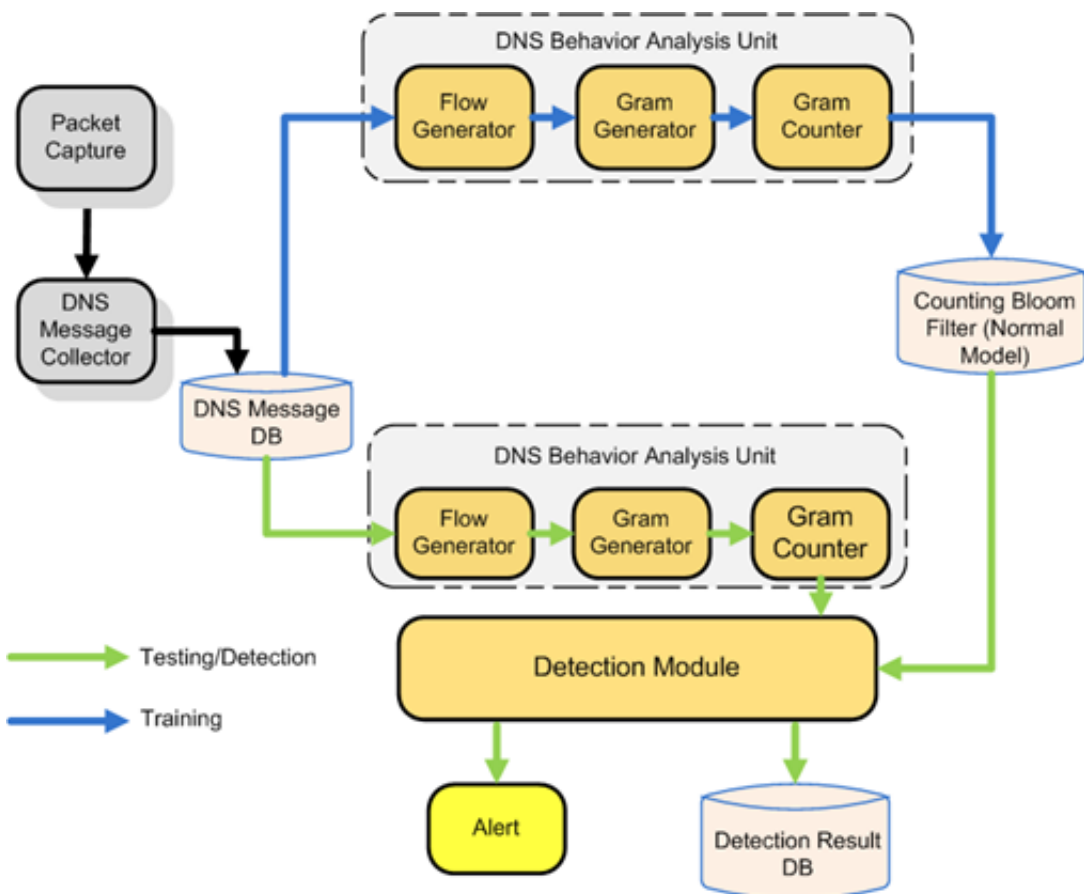 DNS Behavior Analysis Unit
Packet
Capture
Flow
Generator
Gram
Generator
Gram
Counter
DNS
Message
Collector
Counting Bloom
Filter (Normal
Model)
DNS Message
DB
DNS Behavior Analysis Unit
Flow
Generator
Gram
Generator
Gram
Counter
Testing/Detection
Detection Module
Training
Alert
Detection Result
DB